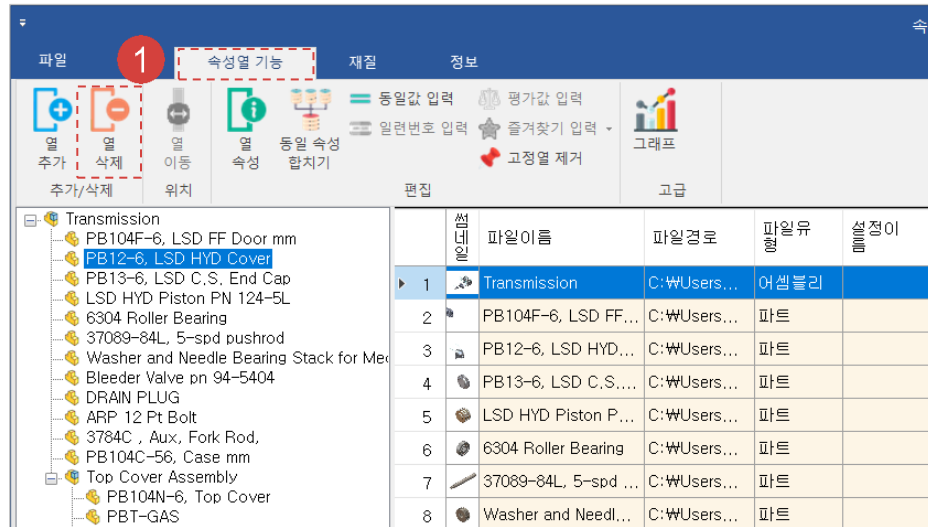 속
파일
1
속성열 기능
재질
정보
열
추가
열
삭제
열
이동
열
속성
동일 속성
합치기
동일값 입력
일련번호 입력
평가값 입력
즐겨찾기 입력
고정열 제거
그래프
추가/삭제
위치
편집
고급
Transmission
PB104F-6, LSD FF Door mm
PB12-6, LSD HYD Cover
PB13-6, LSD C.S. End Cap
LSD HYD Piston PN 124-5L
6304 Roller Bearing
37089-84L, 5-spd pushrod
Washer and Needle Bearing Stack for Me
Bleeder Valve pn 94-5404
DRAIN PLUG
ARP 12 Pt Bolt
3784C , Aux, Fork Rod,
PB104C-56, Case mm
Top Cover Assembly
PB104N-6, Top Cover
PBT-GAS
썸네일 파일이름 파일경로 파일유형 설정이름
1 Transmission C:₩Users... 어셈블리
2 PB104F-6, LSD FF... C:₩Users... 파트
3 PB12-6, LSD HYD... C:₩Users... 파트
4 PB13-6, LSD C.S.... C:₩Users... 파트
5 LSD HYD Piston P... C:₩Users... 파트
6 6304 Roller Bearing C:₩Users... 파트
7 37089-84L, 5-spd ... C:₩Users... 파트
8 Washer and Needl... C:₩Users... 파트